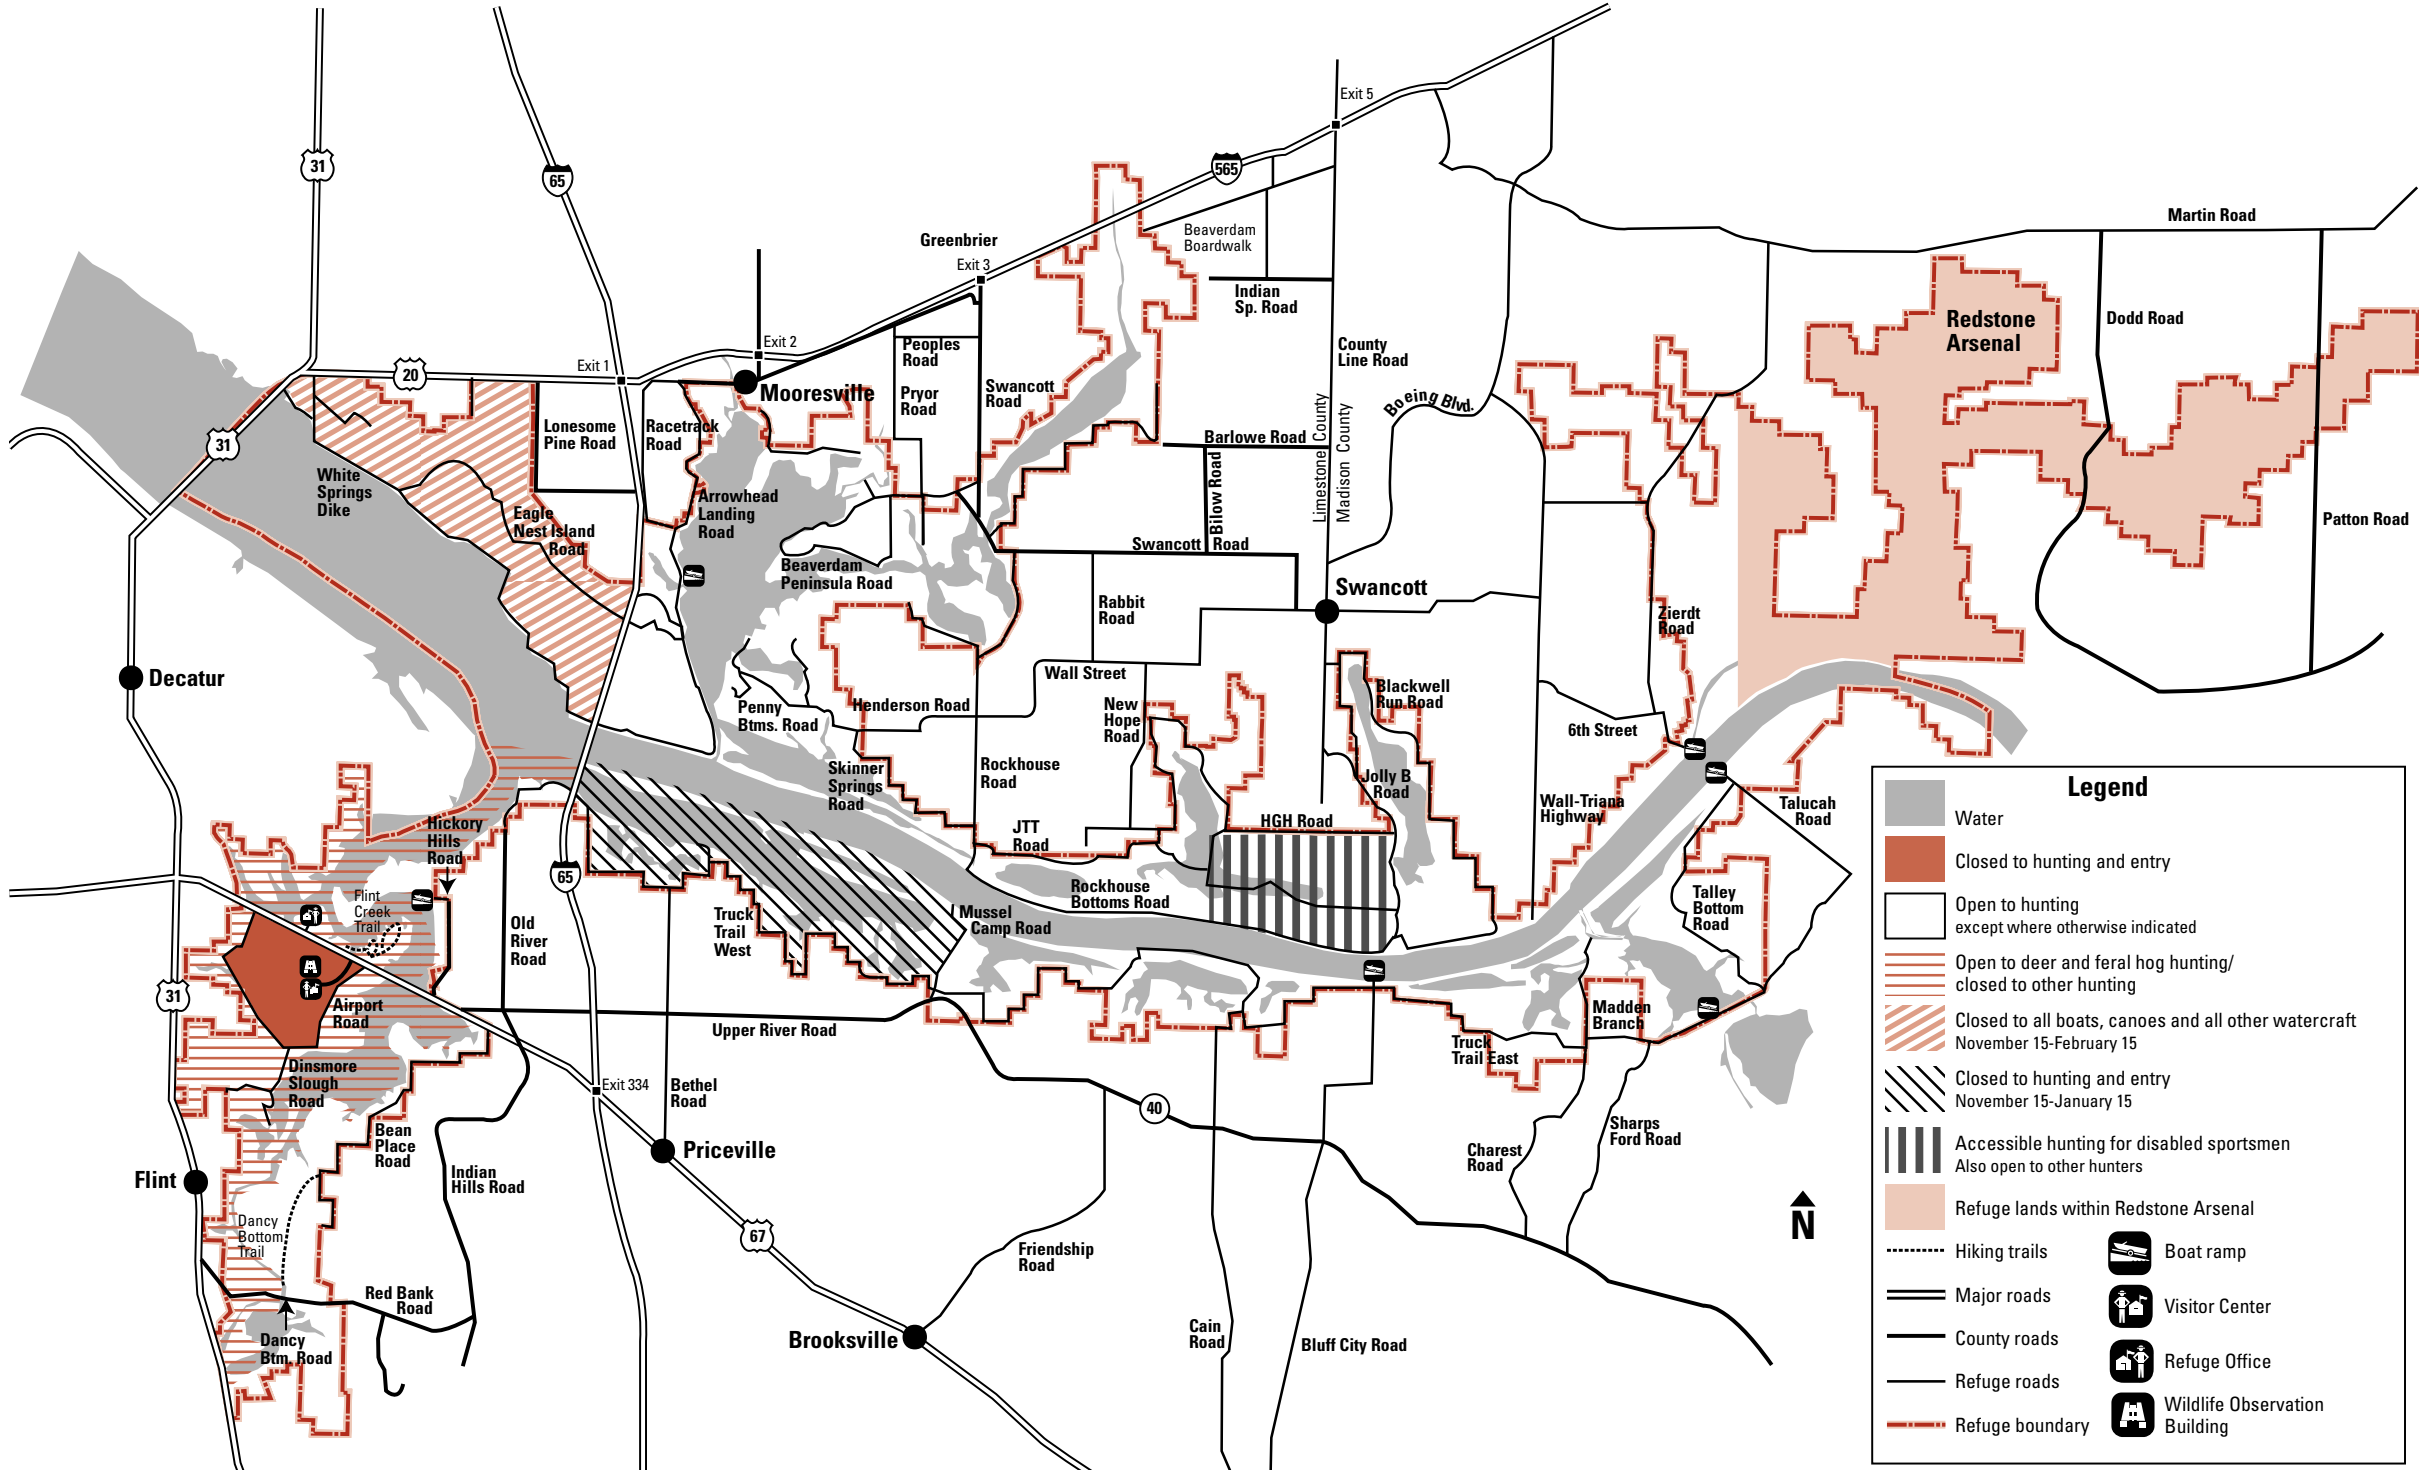 Exit 5
31
65
565
Martin Road
Beaverdam
Boardwalk
Greenbrier
Exit 3
Indian
Sp. Road
Redstone
Arsenal
Dodd Road
Exit 2
Peoples
Road
County
Line Road
Exit 1
20
Mooresville
Pryor
Road
Swancott
Road
Boeing Blvd.
Limestone County
Madison County
Lonesome
Pine Road
Racetrack
Road
Barlowe Road
31
White
Springs
Dike
Arrowhead
Landing
Road
Bilow Road
Eagle
Nest Island
Road
Patton Road
Swancott Road
Beaverdam
Peninsula Road
Swancott
Rabbit
Road
Zierdt
Road
Decatur
Wall Street
Blackwell
Run Road
Penny
Btms. Road
Henderson Road
New
Hope
Road
6th Street
Skinner
Springs
Road
Rockhouse
Road
Jolly B
Road
Wall-Triana
Highway
Talucah
Road
Hickory
Hills
Road
JTT
Road
HGH Road
65
Flint
Creek
Trail
Rockhouse
Bottoms Road
Talley
Bottom
Road
Old
River
Road
Truck
Trail
West
Mussel
Camp Road
31
Airport
Road
Madden
Branch
Upper River Road
Truck
Trail East
Dinsmore
Slough
Road
Exit 334
Bethel
Road
40
Bean
Place
Road
Sharps
Ford Road
Charest
Road
Priceville
Flint
Indian
Hills Road
Dancy
Bottom
Trail
67
Friendship
Road
N
Red Bank
Road
Dancy
Btm. Road
Brooksville
Cain
Road
Bluff City Road
Legend
Water
Closed to hunting and entry
Open to hunting
except where otherwise indicated
Open to deer and feral hog hunting/
closed to other hunting
Closed to all boats, canoes and all other watercraft
November 15-February 15
Closed to hunting and entry
November 15-January 15
Accessible hunting for disabled sportsmen
Also open to other hunters
Refuge lands within Redstone Arsenal
Hiking trails
Boat ramp
Major roads
Visitor Center
County roads
Refuge Office
Refuge roads
Wildlife Observation
Building
Refuge boundary